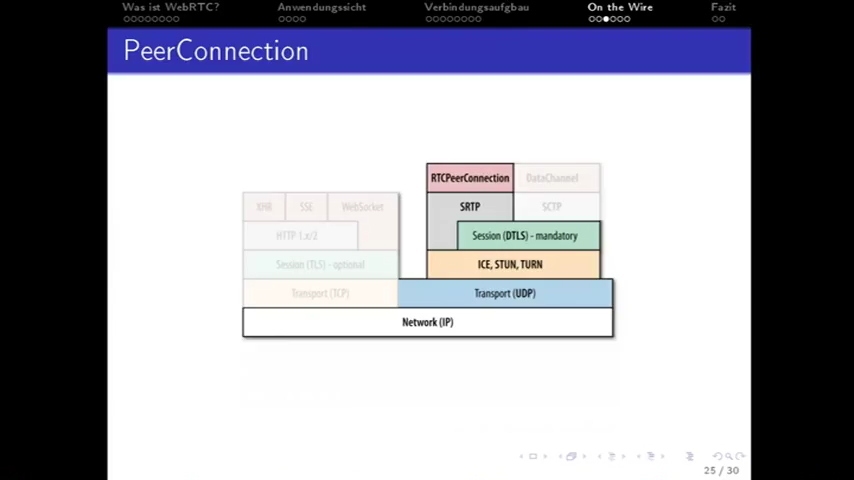 Was ist WebRTC? Anwendungssicht Verbindungsaufbau On the Wire Fazit
PeerConnection
RTCPeerConnection DataChannel
XHR SSE WebSocket SRTP SCTP
HTTP 1.x/2 Session (DTLS) - mandatory
Session (TLS) - optional ICE, STUN, TURN
Transport (TCP) Transport (UDP)
Network (IP)
25 / 30